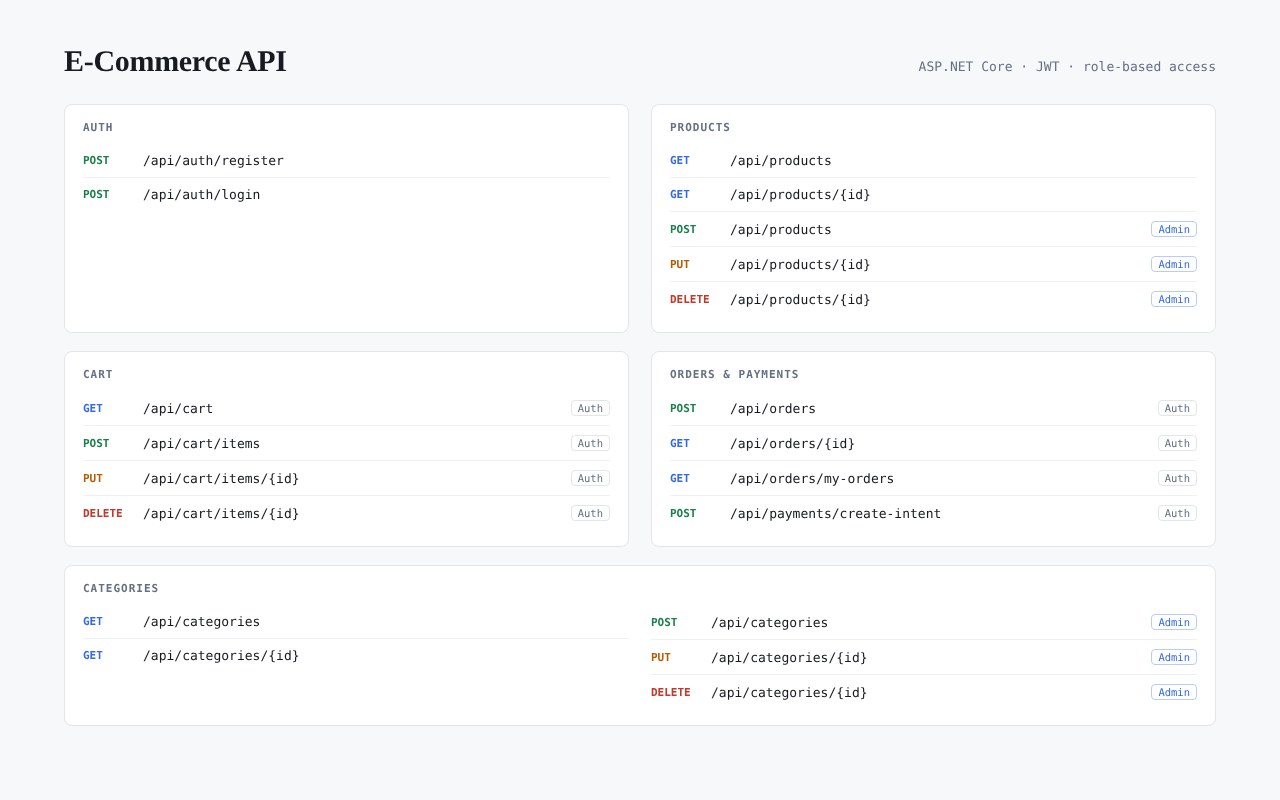 E-Commerce API
ASP.NET Core · JWT · role-based access
AUTH
POST /api/auth/register
POST /api/auth/login
PRODUCTS
GET /api/products
GET /api/products/{id}
POST /api/products Admin
PUT /api/products/{id} Admin
DELETE /api/products/{id} Admin
CART
GET /api/cart Auth
POST /api/cart/items Auth
PUT /api/cart/items/{id} Auth
DELETE /api/cart/items/{id} Auth
ORDERS & PAYMENTS
POST /api/orders Auth
GET /api/orders/{id} Auth
GET /api/orders/my-orders Auth
POST /api/payments/create-intent Auth
CATEGORIES
GET /api/categories
GET /api/categories/{id}
POST /api/categories Admin
PUT /api/categories/{id} Admin
DELETE /api/categories/{id} Admin